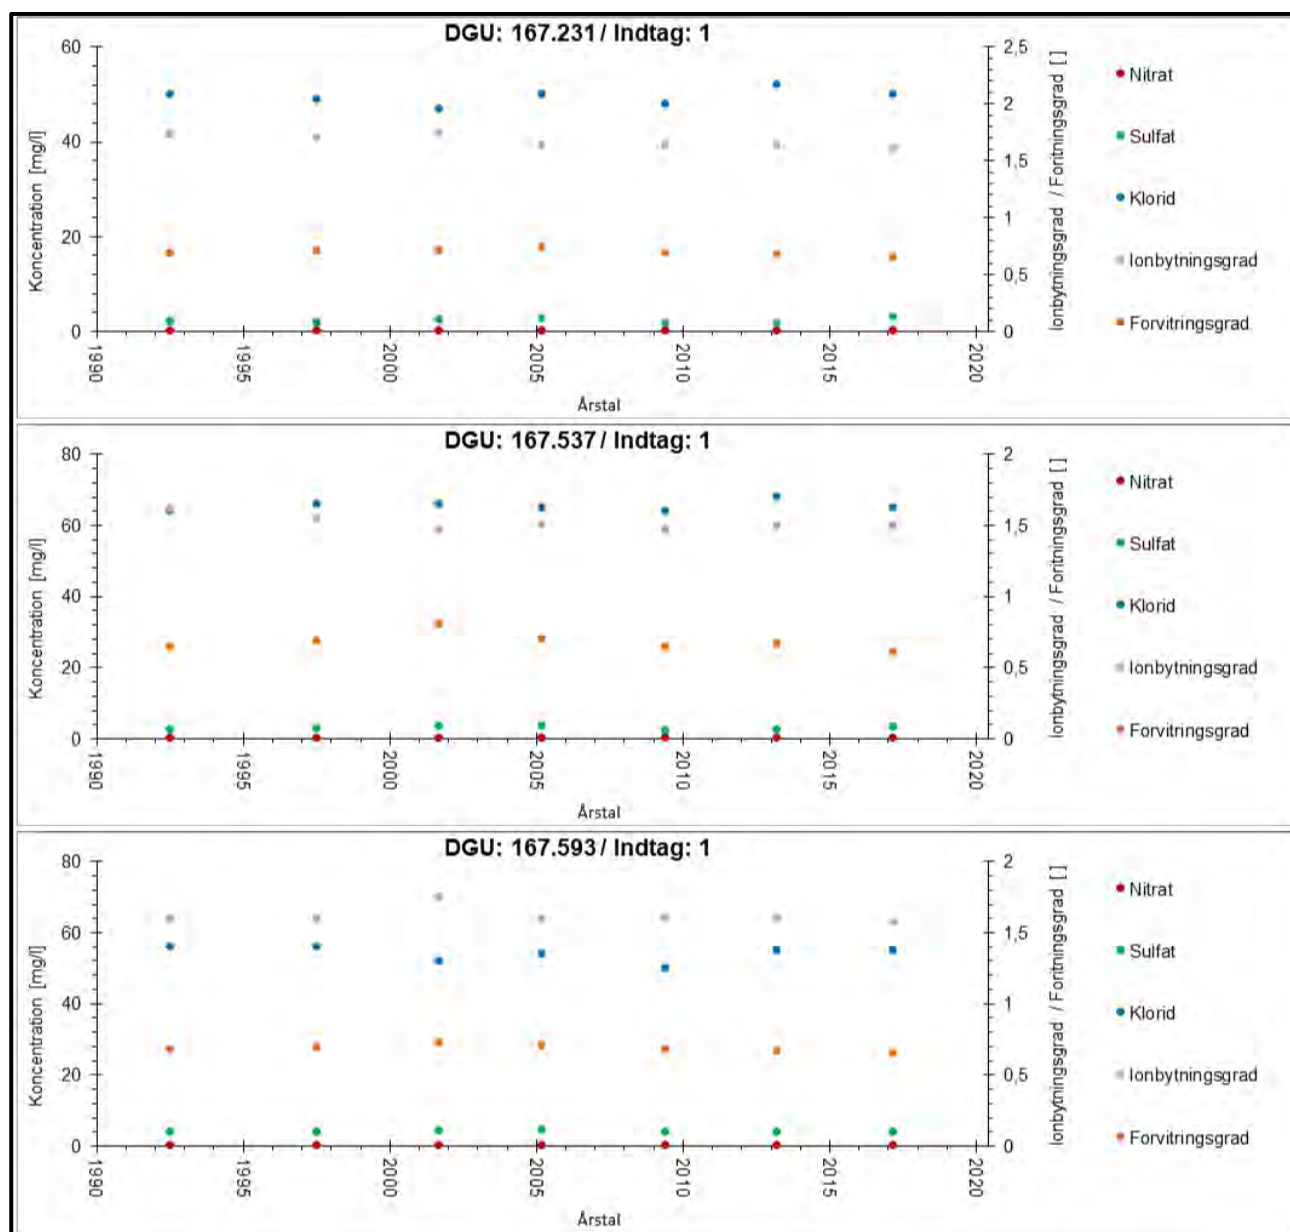 DGU: 167.231 / Indtag: 1
60
40
20
0
Koncentration [mg/l]
2,5
2
1,5
1
0,5
0
Ionbytningsgrad / Forvitringsgrad [ ]
1990
1995
2000
2005
2010
2015
2020
Årstal
Nitrat
Sulfat
Klorid
Ionbytningsgrad
Forvitringsgrad
DGU: 167.537 / Indtag: 1
80
60
40
20
0
Koncentration [mg/l]
2
1,5
1
0,5
0
Ionbytningsgrad / Forvitringsgrad [ ]
1990
1995
2000
2005
2010
2015
2020
Årstal
Nitrat
Sulfat
Klorid
Ionbytningsgrad
Forvitringsgrad
DGU: 167.593 / Indtag: 1
80
60
40
20
0
Koncentration [mg/l]
2
1,5
1
0,5
0
Ionbytningsgrad / Forvitringsgrad [ ]
1990
1995
2000
2005
2010
2015
2020
Årstal
Nitrat
Sulfat
Klorid
Ionbytningsgrad
Forvitringsgrad